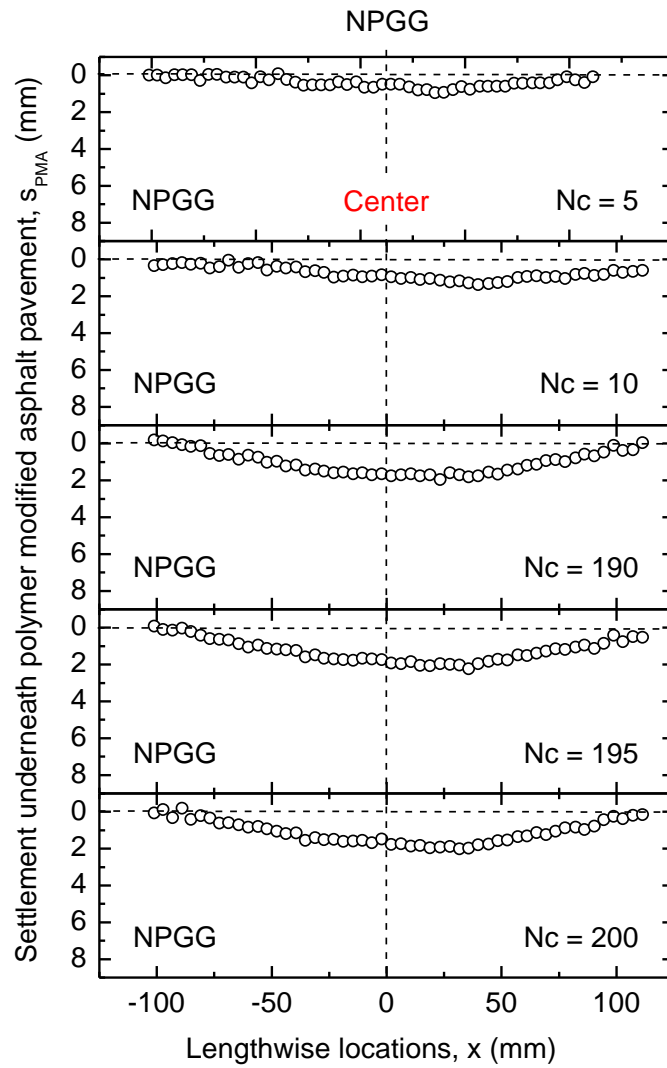 NPGG
Settlement underneath polymer modified asphalt pavement, s_PMA (mm)
0
2
4
6
8
NPGG
Center
Nc = 5
0
2
4
6
8
NPGG
Nc = 10
0
2
4
6
8
NPGG
Nc = 190
0
2
4
6
8
NPGG
Nc = 195
0
2
4
6
8
NPGG
Nc = 200
-100 -50 0 50 100
Lengthwise locations, x (mm)